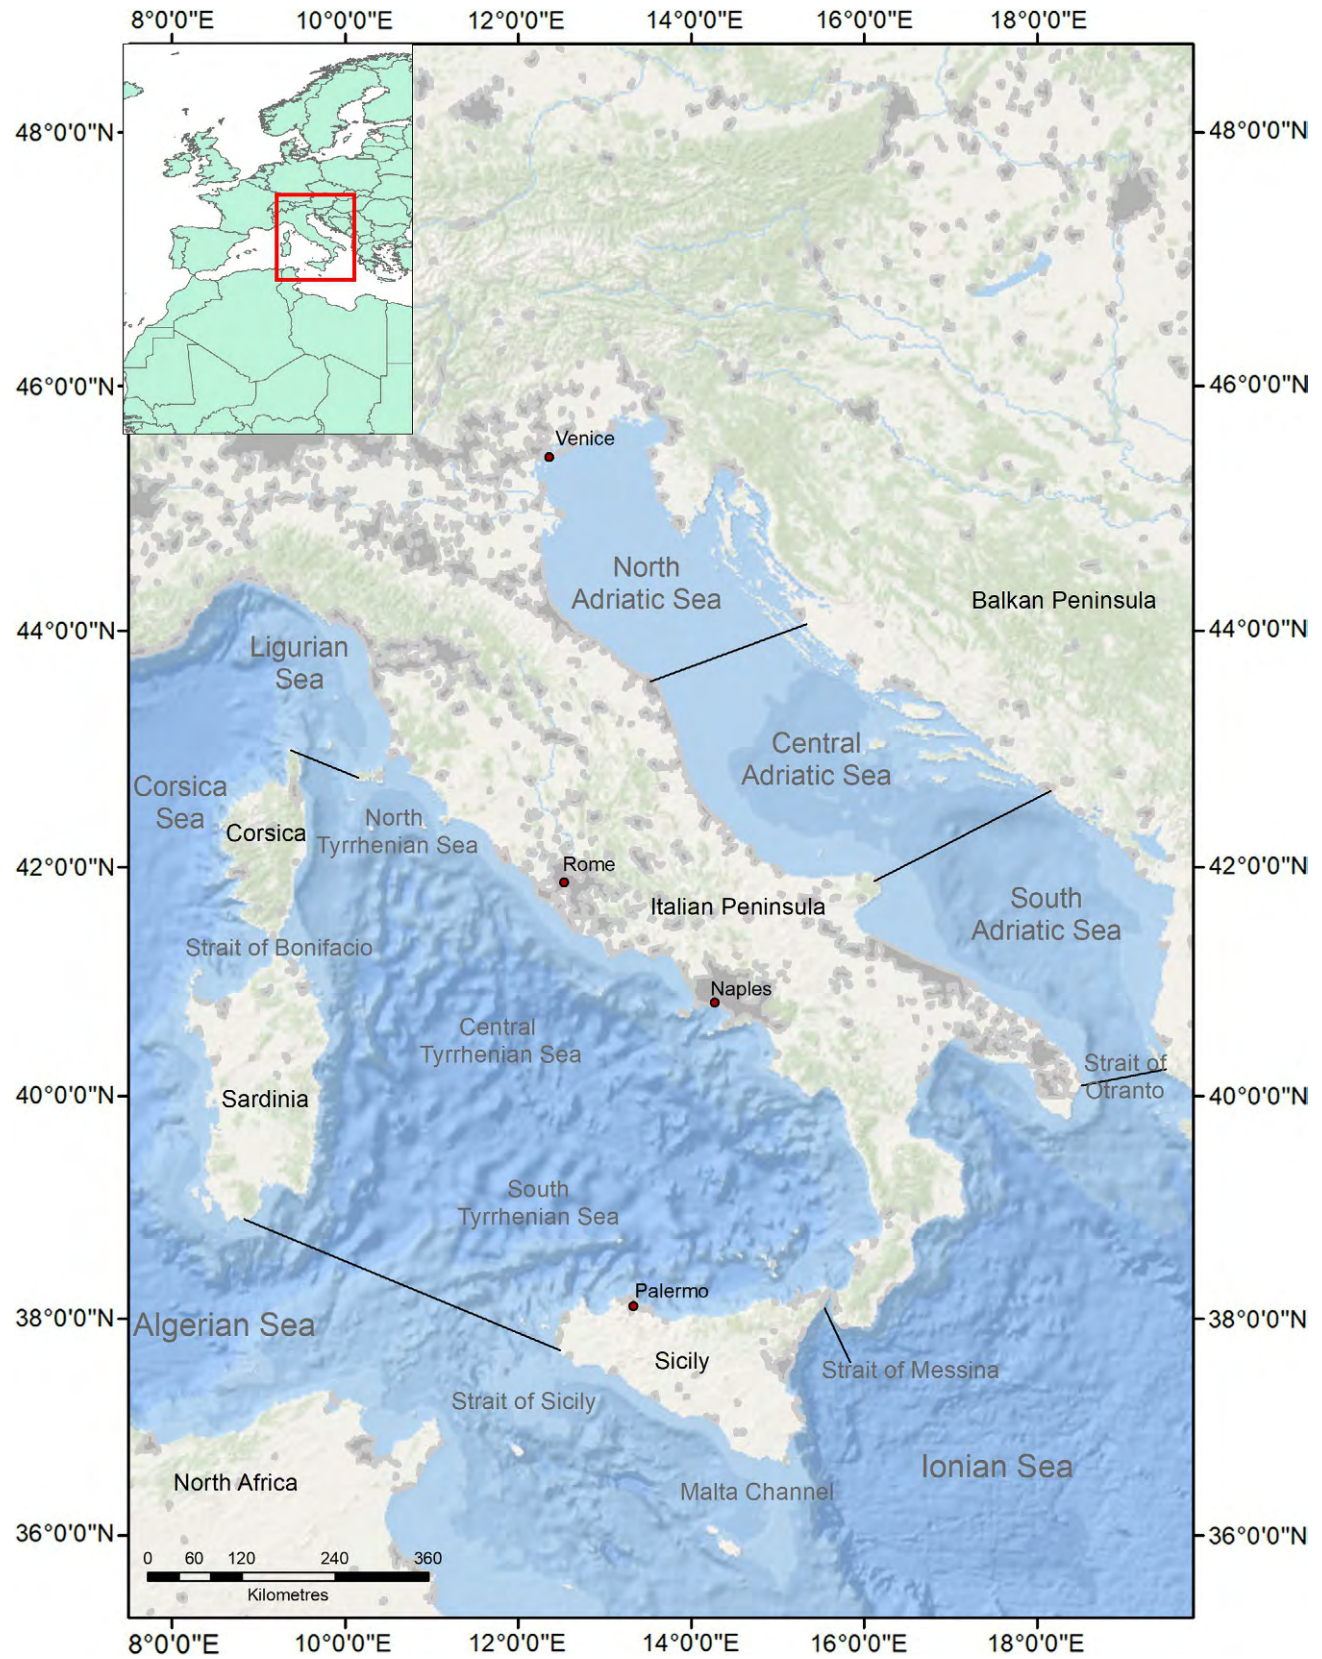 8°0'0"E 10°0'0"E 12°0'0"E 14°0'0"E 16°0'0"E 18°0'0"E
48°0'0"N 48°0'0"N
46°0'0"N 46°0'0"N
Venice
North
Adriatic Sea
Balkan Peninsula
44°0'0"N 44°0'0"N
Ligurian
Sea
Central
Adriatic Sea
Corsica
Sea
North
Tyrrhenian Sea
Corsica
42°0'0"N 42°0'0"N
Rome
Italian Peninsula
South
Adriatic Sea
Strait of Bonifacio
Naples
Central
Tyrrhenian Sea
Strait of
Otranto
Sardinia
40°0'0"N 40°0'0"N
South
Tyrrhenian Sea
Palermo
Algerian Sea
38°0'0"N 38°0'0"N
Sicily
Strait of Messina
Strait of Sicily
Ionian Sea
North Africa
Malta Channel
36°0'0"N 36°0'0"N
0 60 120 240 360
Kilometres
8°0'0"E 10°0'0"E 12°0'0"E 14°0'0"E 16°0'0"E 18°0'0"E